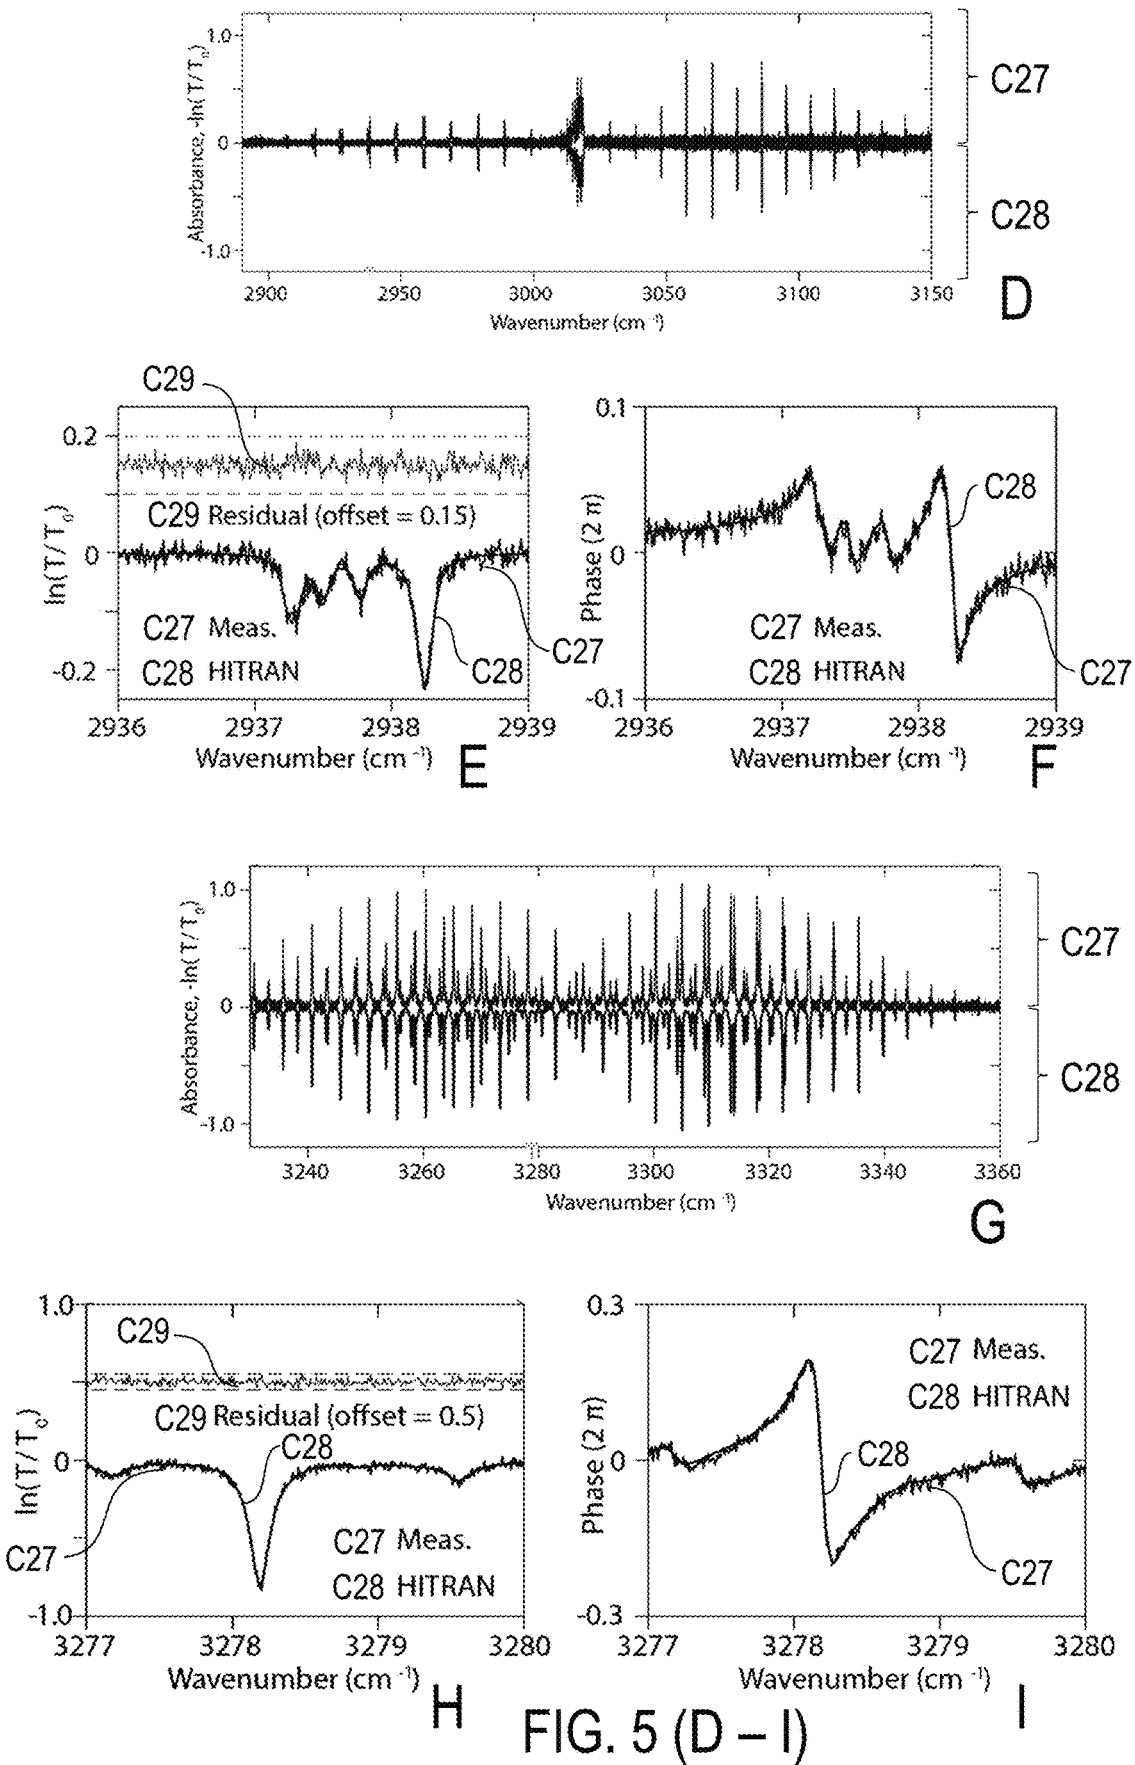 1.0
0
-1.0
Absorbance, -ln( T / T₀)
2900
2950
3000
3050
3100
3150
Wavenumber (cm ⁻¹)
C27
C28
D
C29
0.2
0
-0.2
ln(T / T₀)
C29 Residual (offset = 0.15)
C27 Meas.
C28 HITRAN
C28
C27
2936
2937
2938
2939
Wavenumber (cm ⁻¹)
E
0.1
0
-0.1
Phase (2 π)
C28
C27 Meas.
C28 HITRAN
C27
2936
2937
2938
2939
Wavenumber (cm ⁻¹)
F
1.0
0
-1.0
Absorbance, -ln( T / T₀)
3240
3260
3280
3300
3320
3340
3360
Wavenumber (cm ⁻¹)
C27
C28
G
1.0
0
-1.0
ln(T / T₀)
C29
C29 Residual (offset = 0.5)
C28
C27
C27 Meas.
C28 HITRAN
3277
3278
3279
3280
Wavenumber (cm ⁻¹)
H
0.3
0
-0.3
Phase (2 π)
C27 Meas.
C28 HITRAN
C28
C27
3277
3278
3279
3280
Wavenumber (cm ⁻¹)
I
FIG. 5 (D – I)